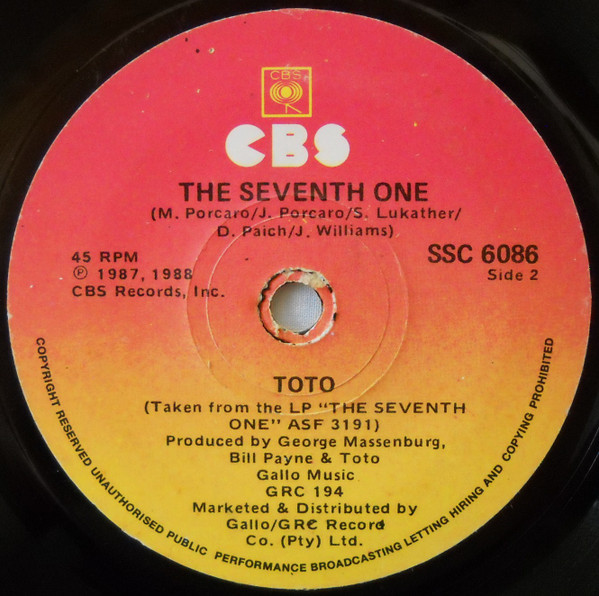 CBS
CBS
THE SEVENTH ONE
(M. Porcaro/J. Porcaro/S. Lukather/
D. Paich/J. Williams)
45 RPM
℗ 1987, 1988
CBS Records, Inc.
SSC 6086
Side 2
TOTO
(Taken from the LP “THE SEVENTH
ONE” ASF 3191)
Produced by George Massenburg,
Bill Payne & Toto
Gallo Music
GRC 194
Marketed & Distributed by
Gallo/GRC Record
Co. (Pty) Ltd.
COPYRIGHT RESERVED UNAUTHORISED PUBLIC PERFORMANCE BROADCASTING LETTING HIRING AND COPYING PROHIBITED